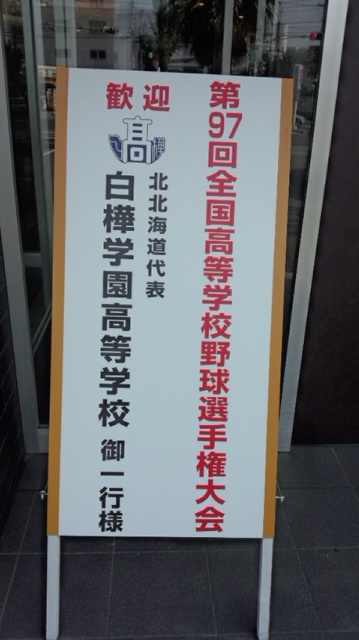 第97回全国高等学校野球選手権大会
歓迎
高
北北海道代表
白樺学園高等学校 御一行様